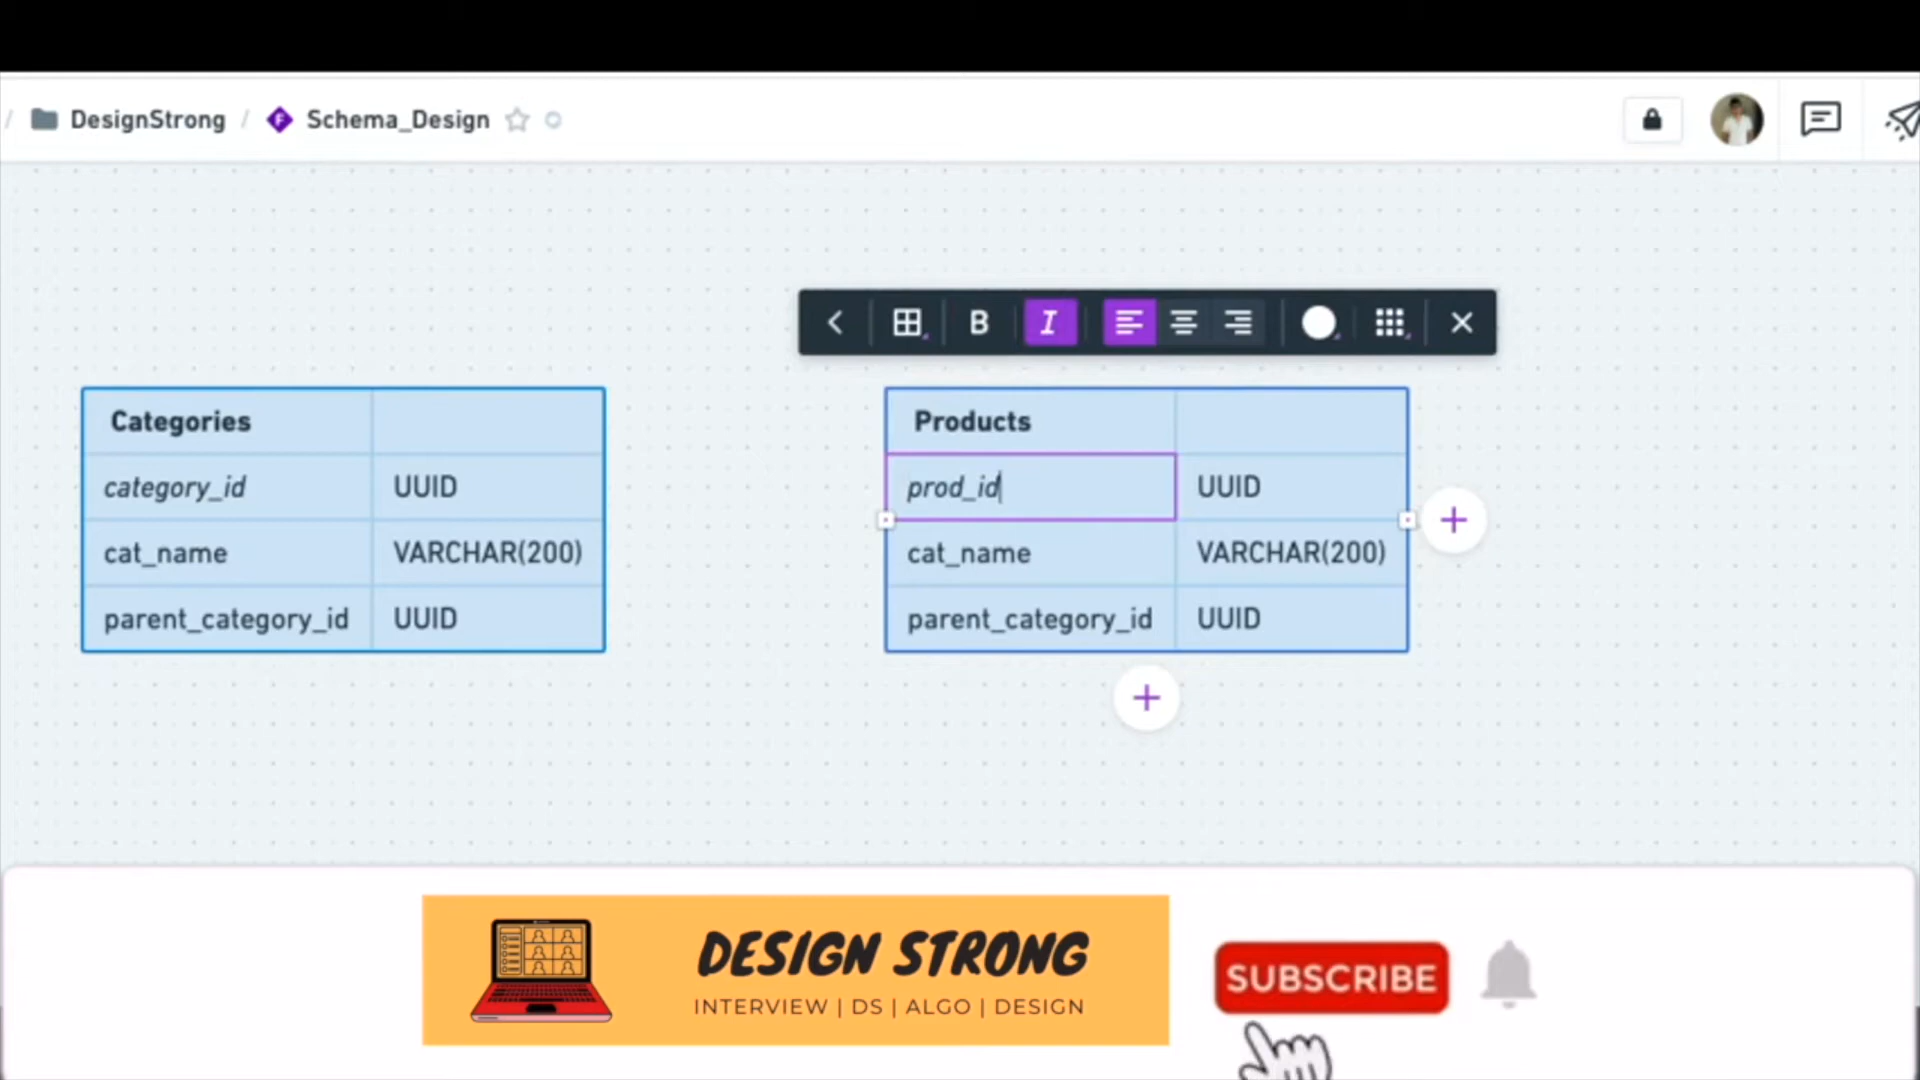 / DesignStrong / Schema_Design
B I
Categories
category_id UUID
cat_name VARCHAR(200)
parent_category_id UUID
Products
prod_id UUID
cat_name VARCHAR(200)
parent_category_id UUID
DESIGN STRONG
INTERVIEW | DS | ALGO | DESIGN
SUBSCRIBE